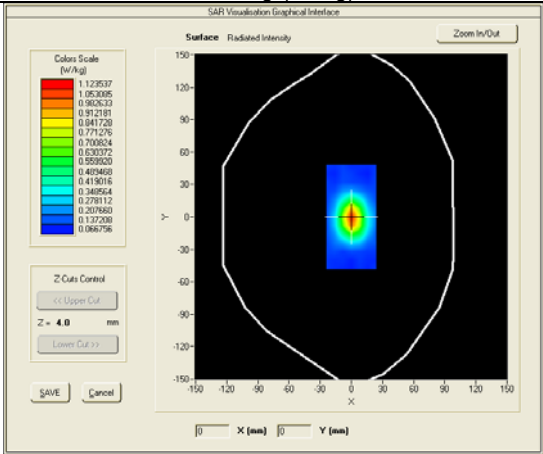 SAR Visualisation Graphical Interface
Surface Radiated Intensity
Zoom In/Out
Colors Scale
(W/kg)
1.123537
1.053085
0.982633
0.912181
0.841728
0.771276
0.700824
0.630372
0.559920
0.489468
0.419016
0.348564
0.278112
0.207660
0.137208
0.066756
150
120
90
60
30
0
-30
-60
-90
-120
-150
Y
-150 -120 -90 -60 -30 0 30 60 90 120 150
X
Z-Cuts Control
<< Upper Cut
Z = 4.0 mm
Lower Cut >>
SAVE Cancel
0 X (mm) 0 Y (mm)